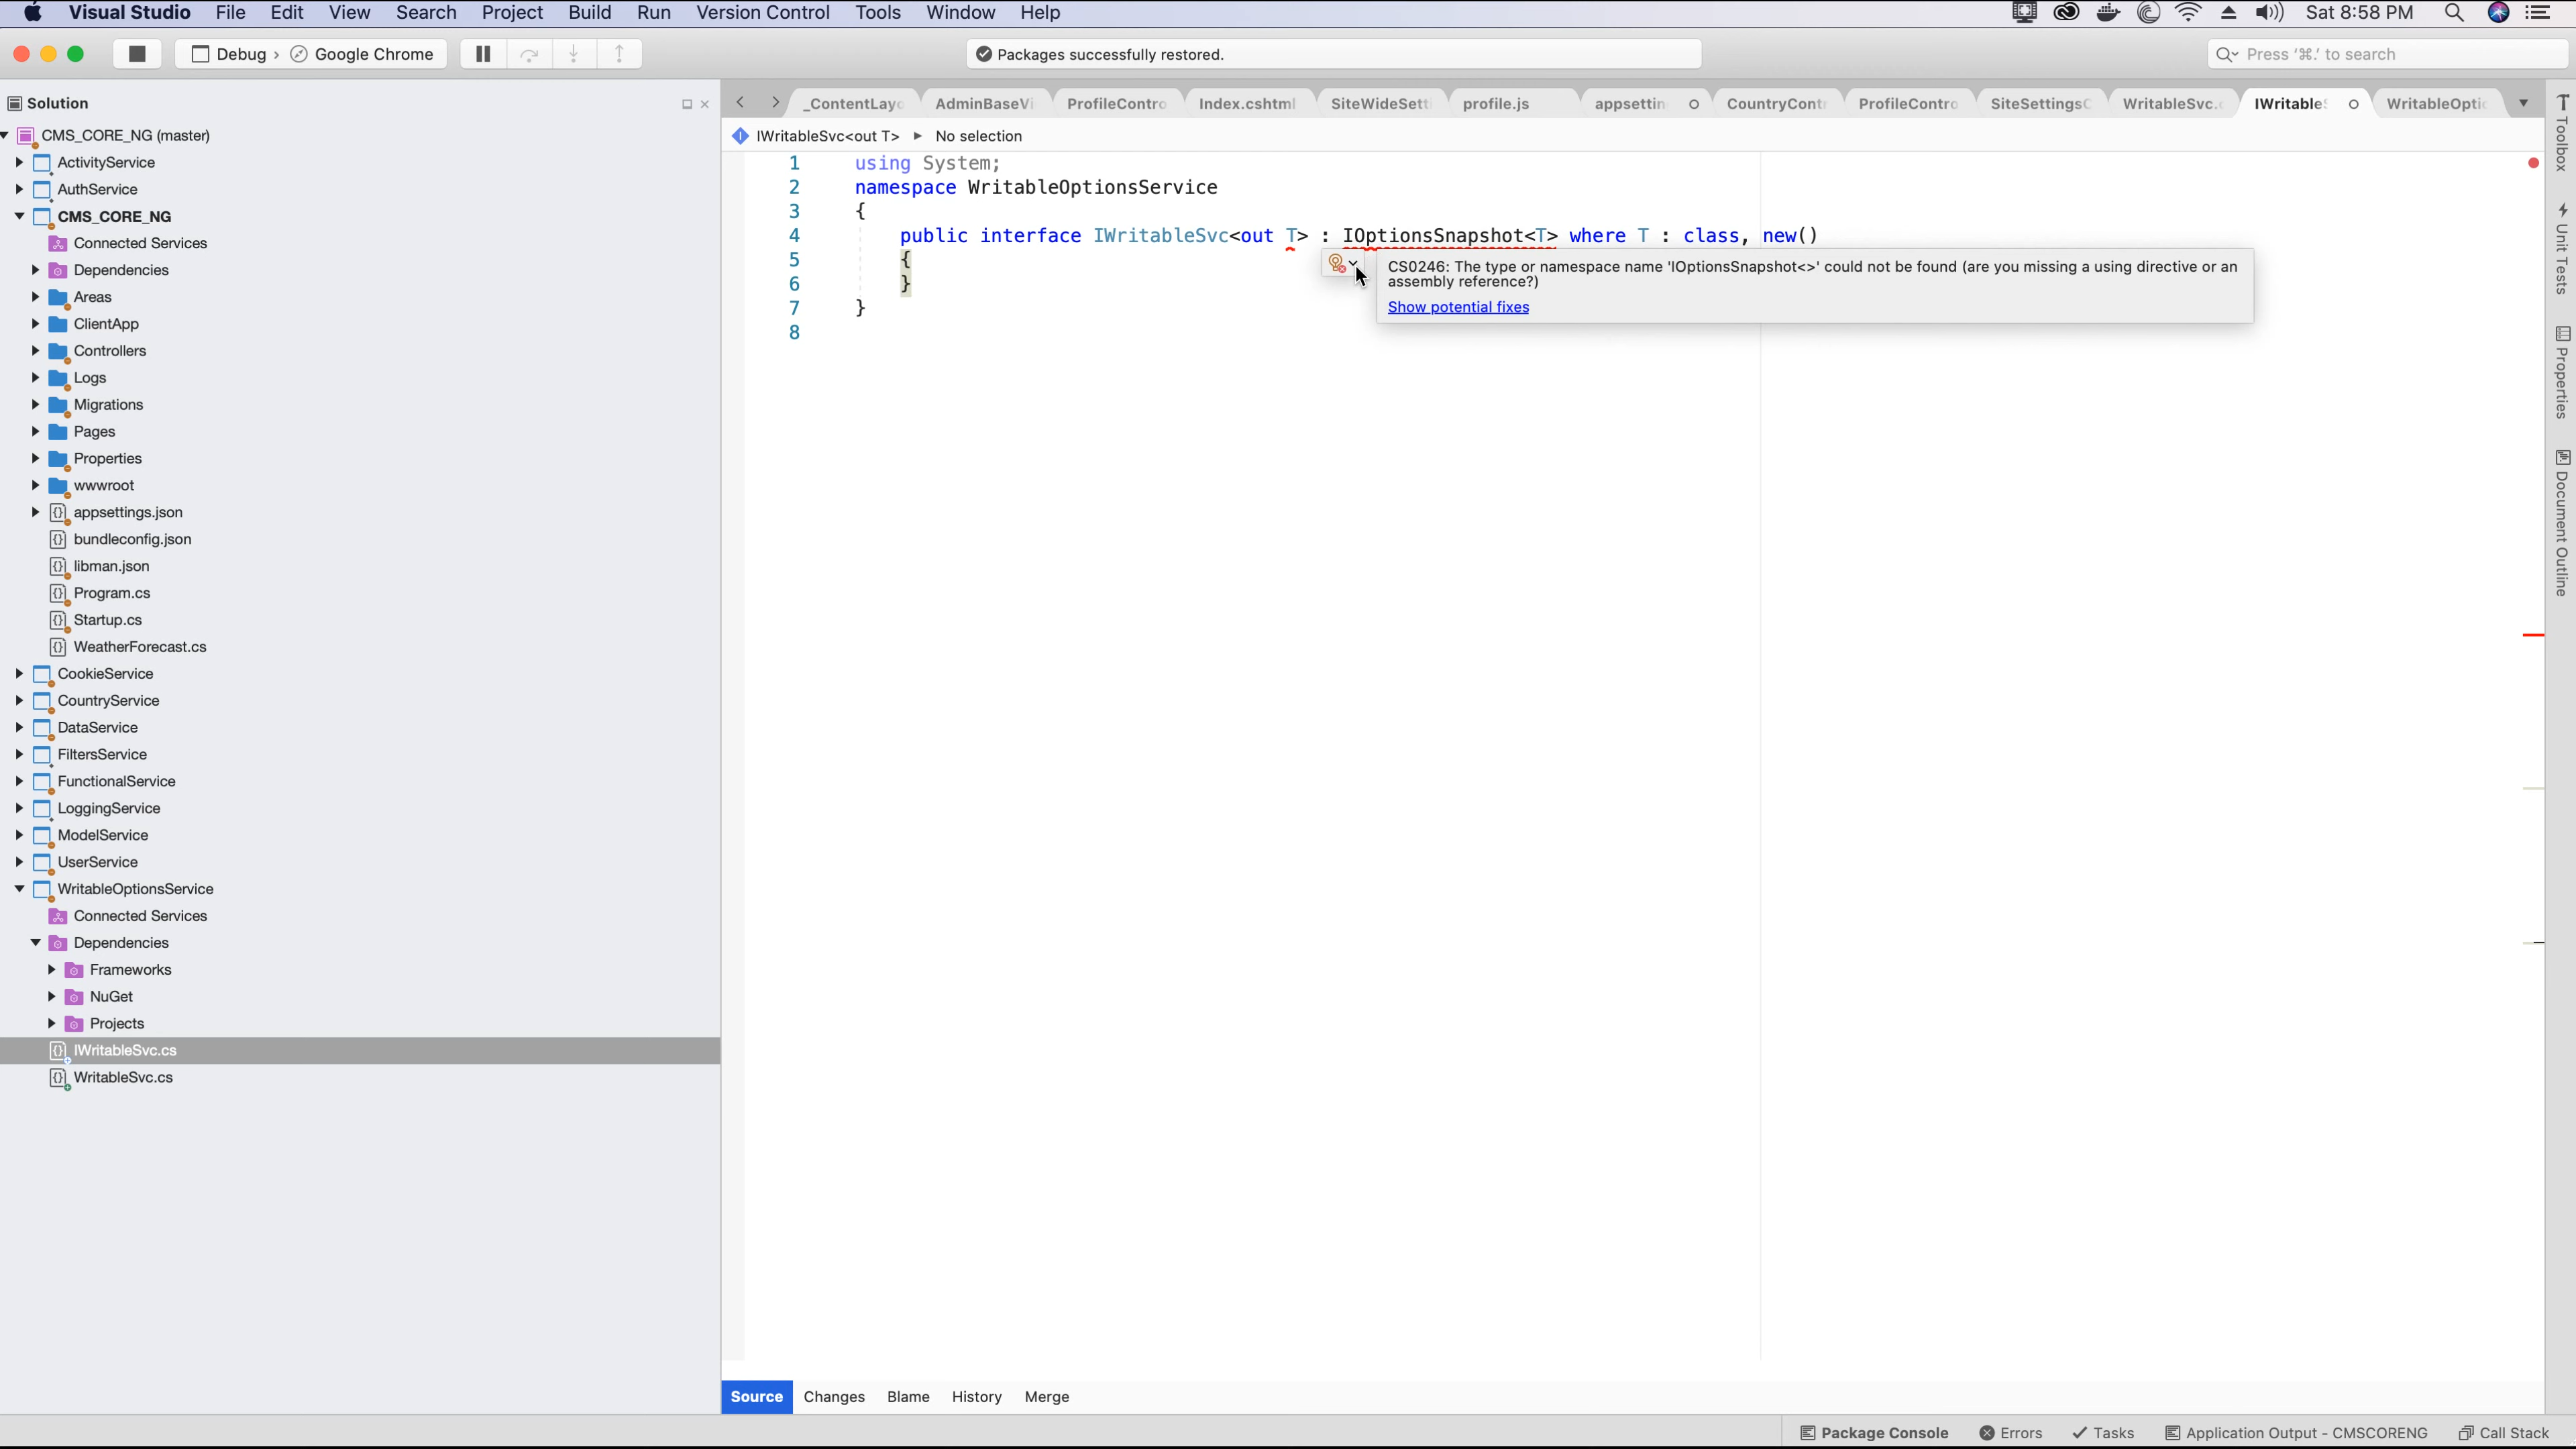 Visual Studio File Edit View Search Project Build Run Version Control Tools Window Help Sat 8:58 PM
Debug › Google Chrome Packages successfully restored. Press '⌘.' to search
Solution
_ContentLayo AdminBaseVi ProfileContro Index.cshtml SiteWideSetti profile.js appsettin CountryContr ProfileContro SiteSettingsC WritableSvc.c IWritableS WritableOptic
CMS_CORE_NG (master)
ActivityService
AuthService
CMS_CORE_NG
Connected Services
Dependencies
Areas
ClientApp
Controllers
Logs
Migrations
Pages
Properties
wwwroot
appsettings.json
bundleconfig.json
libman.json
Program.cs
Startup.cs
WeatherForecast.cs
CookieService
CountryService
DataService
FiltersService
FunctionalService
LoggingService
ModelService
UserService
WritableOptionsService
Connected Services
Dependencies
Frameworks
NuGet
Projects
IWritableSvc.cs
WritableSvc.cs
IWritableSvc<out T> ▸ No selection
1 using System;
2 namespace WritableOptionsService
3 {
4 public interface IWritableSvc<out T> : IOptionsSnapshot<T> where T : class, new()
5 {
6 }
7 }
8
CS0246: The type or namespace name 'IOptionsSnapshot<>' could not be found (are you missing a using directive or an
assembly reference?)
Show potential fixes
Toolbox
Unit Tests
Properties
Document Outline
Source Changes Blame History Merge
Package Console Errors Tasks Application Output - CMSCORENG Call Stack